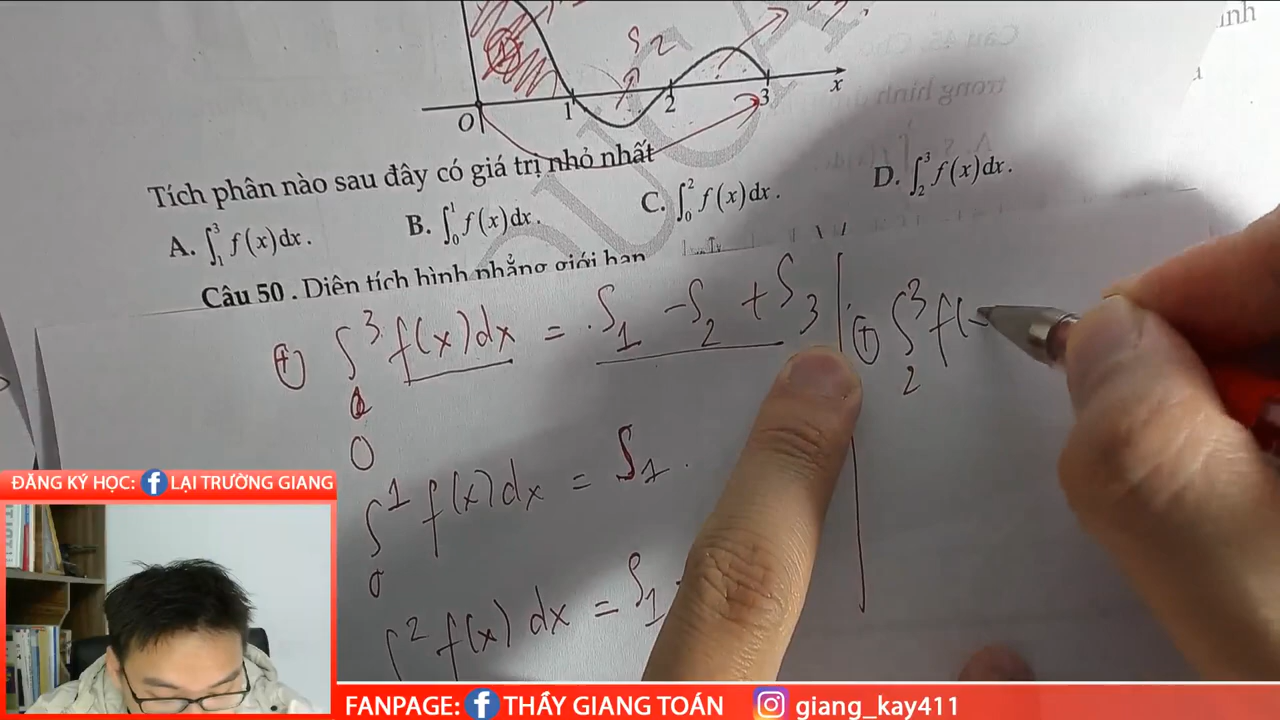 S2
O 1 2 3 x
Tích phân nào sau đây có giá trị nhỏ nhất
A. ∫₁³ f(x)dx. B. ∫₀¹ f(x)dx. C. ∫₀² f(x)dx. D. ∫₂³ f(x)dx.
Câu 50 . Diện tích hình phẳng giới hạn
⊕ ∫₀³ f(x)dx = S1 - S2 + S3
⊕ ∫₂³ f(x
∫₀¹ f(x)dx = S1.
∫² f(x)dx = S1 -
ĐĂNG KÝ HỌC: f LẠI TRƯỜNG GIANG
FANPAGE: f THẦY GIANG TOÁN giang_kay411